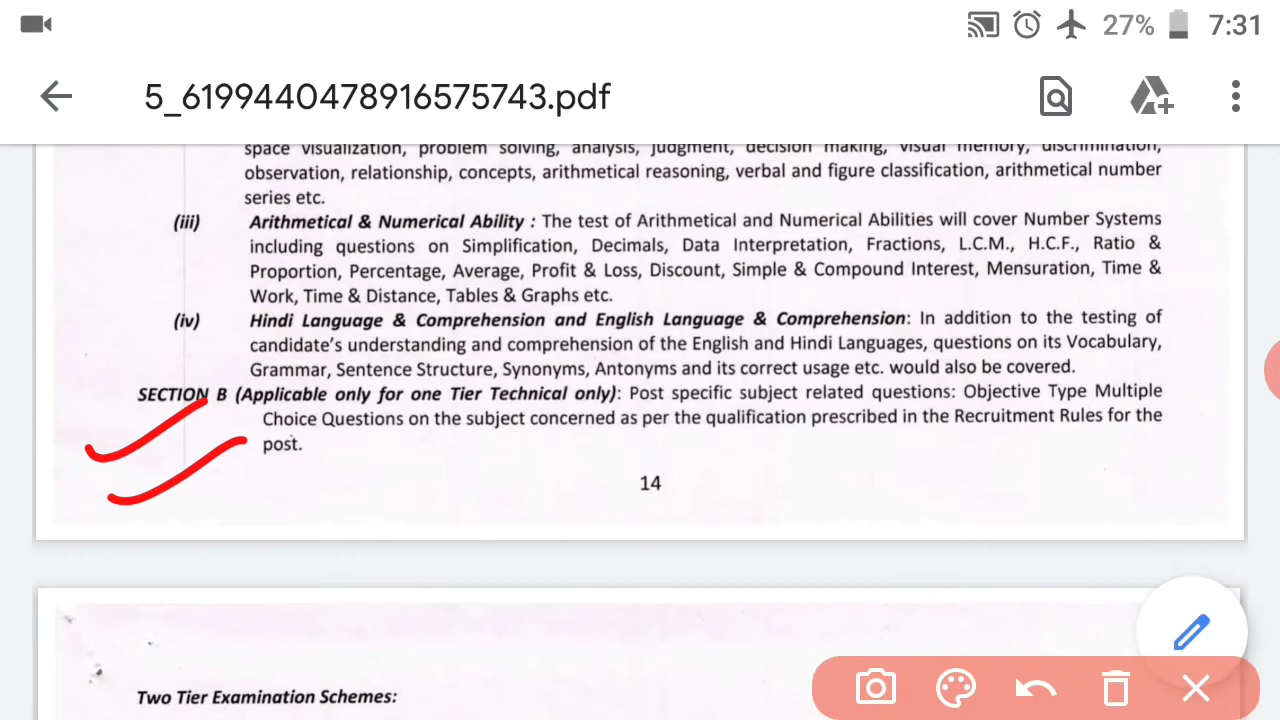 27% 7:31
5_6199440478916575743.pdf
space visualization, problem solving, analysis, judgment, decision making, visual memory, discrimination,
observation, relationship, concepts, arithmetical reasoning, verbal and figure classification, arithmetical number
series etc.
(iii) Arithmetical & Numerical Ability : The test of Arithmetical and Numerical Abilities will cover Number Systems
including questions on Simplification, Decimals, Data Interpretation, Fractions, L.C.M., H.C.F., Ratio &
Proportion, Percentage, Average, Profit & Loss, Discount, Simple & Compound Interest, Mensuration, Time &
Work, Time & Distance, Tables & Graphs etc.
(iv) Hindi Language & Comprehension and English Language & Comprehension: In addition to the testing of
candidate's understanding and comprehension of the English and Hindi Languages, questions on its Vocabulary,
Grammar, Sentence Structure, Synonyms, Antonyms and its correct usage etc. would also be covered.
SECTION B (Applicable only for one Tier Technical only): Post specific subject related questions: Objective Type Multiple
Choice Questions on the subject concerned as per the qualification prescribed in the Recruitment Rules for the
post.
14
Two Tier Examination Schemes: